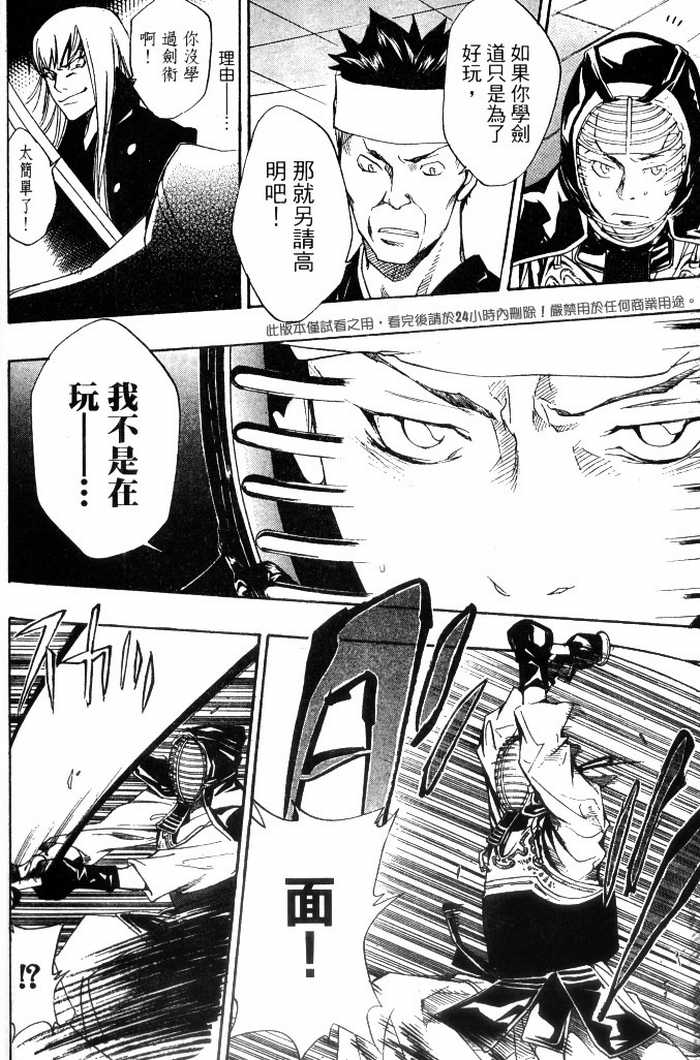 如果你學劍
道只是為了
好玩，
那就另請高
明吧！
理由——…
你沒學
過劍術
啊！
太簡單了！
此版本僅試看之用，看完後請於24小時內刪除！嚴禁用於任何商業用途。
我不是在
玩——…
面！
!?